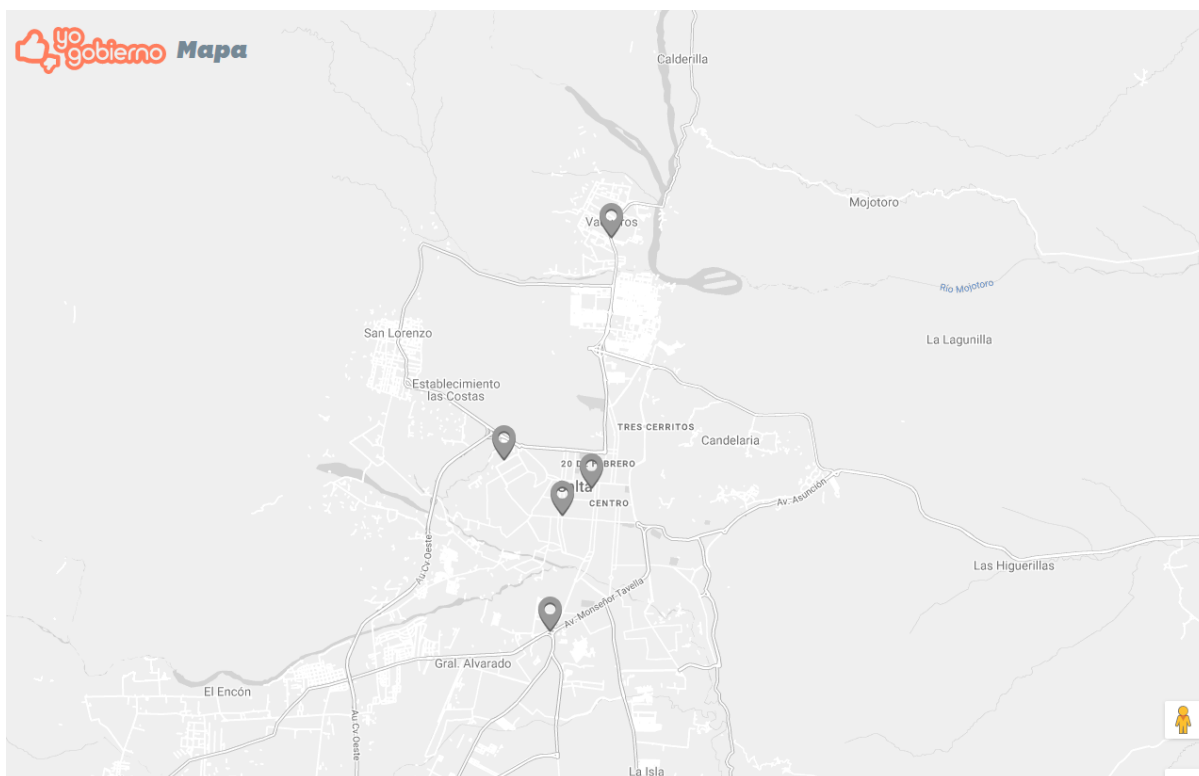 yo
gobierno Mapa
Calderilla
Mojotoro
Río Mojotoro
San Lorenzo
La Lagunilla
Establecimiento
las Costas
TRES CERRITOS
Candelaria
CENTRO
Av. Asunción
Au Cv Oeste
Las Higuerillas
Av. Monseñor Tavella
Gral. Alvarado
El Encón
Au Cv Oeste
La Isla